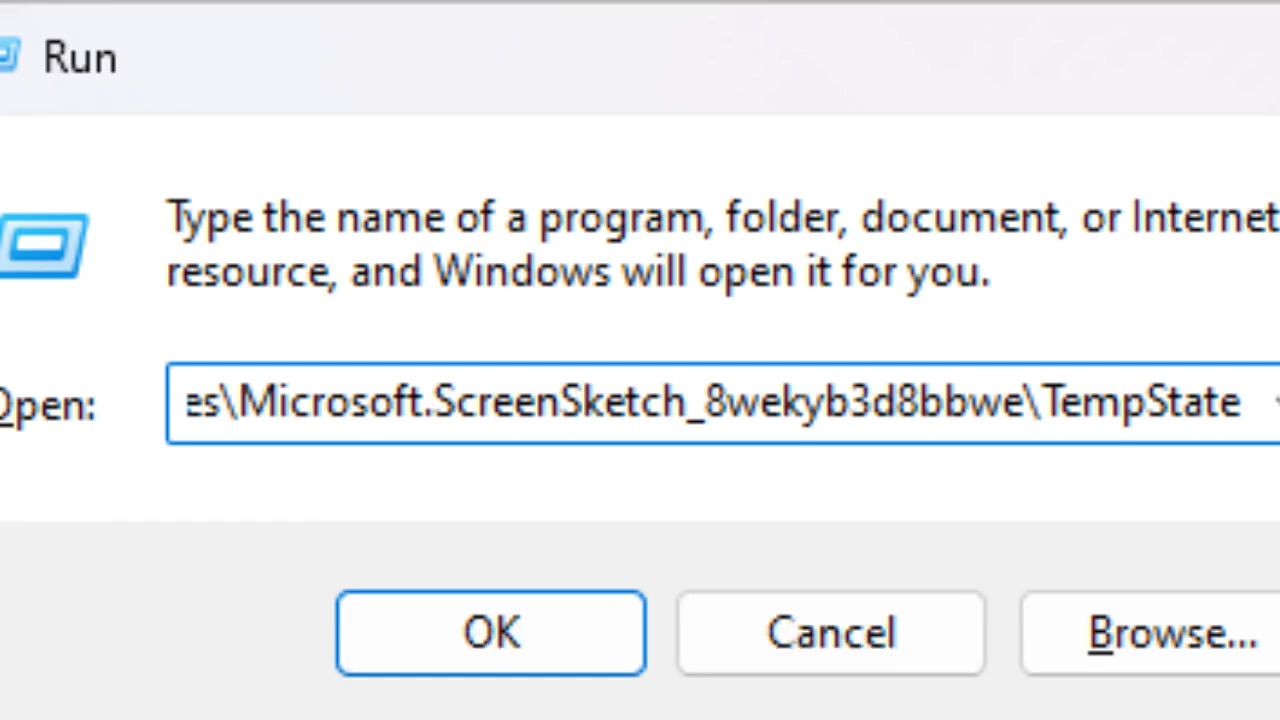 Run
Type the name of a program, folder, document, or Internet
resource, and Windows will open it for you.
Open:
es\Microsoft.ScreenSketch_8wekyb3d8bbwe\TempState
OK
Cancel
Browse...